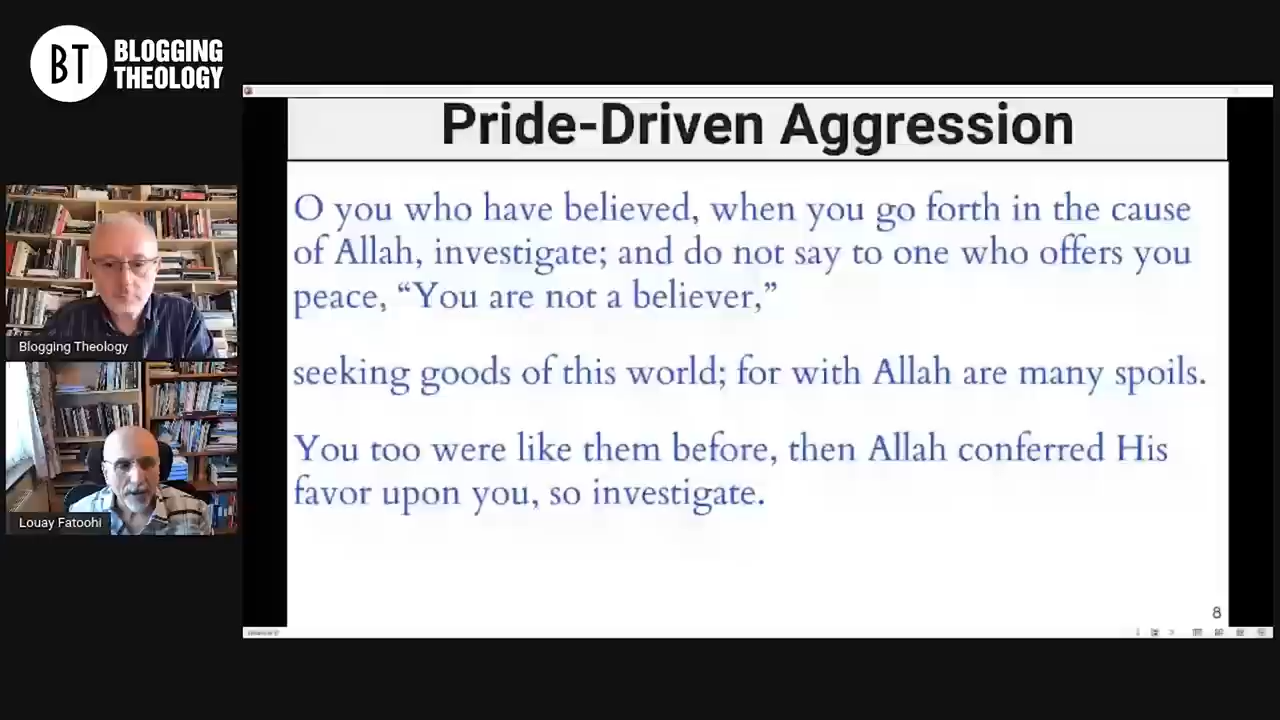 BT BLOGGING
THEOLOGY
Pride-Driven Aggression
O you who have believed, when you go forth in the cause
of Allah, investigate; and do not say to one who offers you
peace, “You are not a believer,”
seeking goods of this world; for with Allah are many spoils.
You too were like them before, then Allah conferred His
favor upon you, so investigate.
8
Blogging Theology
Louay Fatoohi